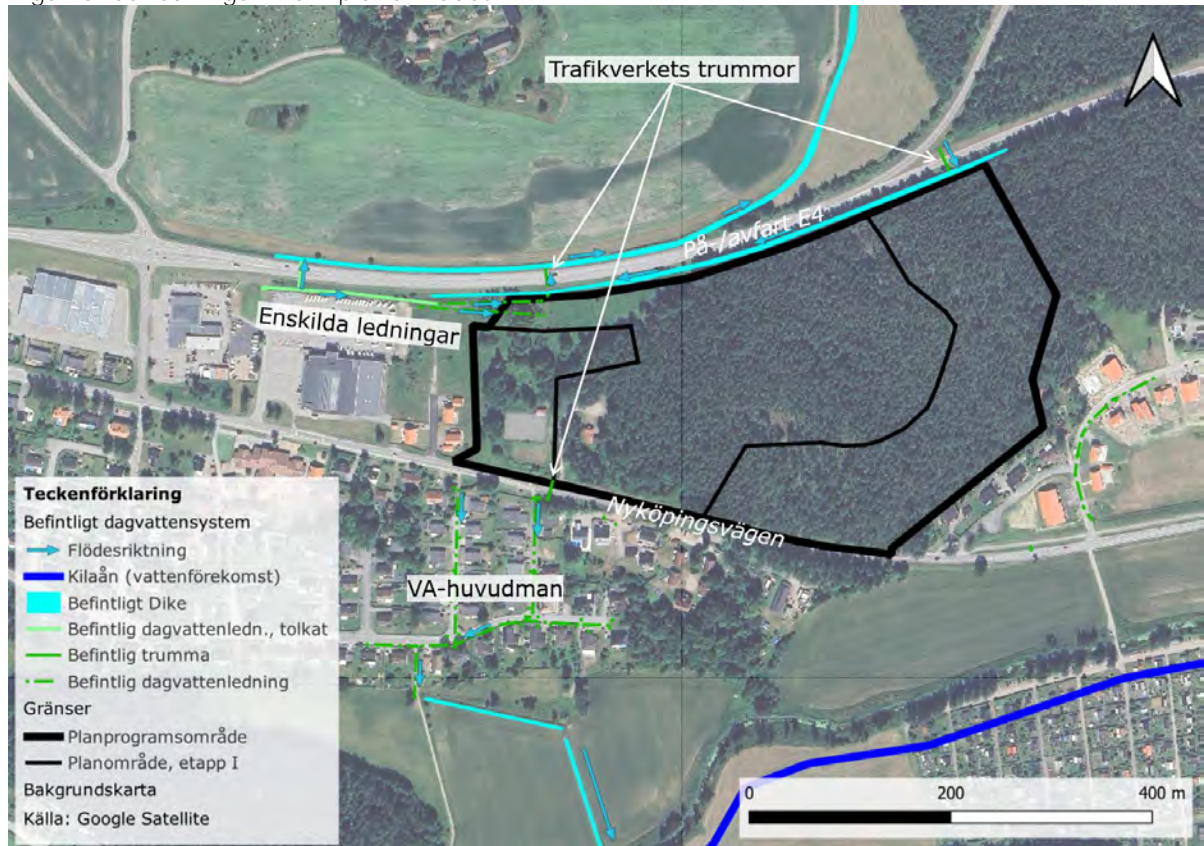 Trafikverkets trummor
På-/avfart E4
Enskilda ledningar
Nyköpingsvägen
VA-huvudman
Teckenförklaring
Befintligt dagvattensystem
Flödesriktning
Kilaån (vattenförekomst)
Befintligt Dike
Befintlig dagvattenledn., tolkat
Befintlig trumma
Befintlig dagvattenledning
Gränser
Planprogramsområde
Planområde, etapp I
Bakgrundskarta
Källa: Google Satellite
0 200 400 m